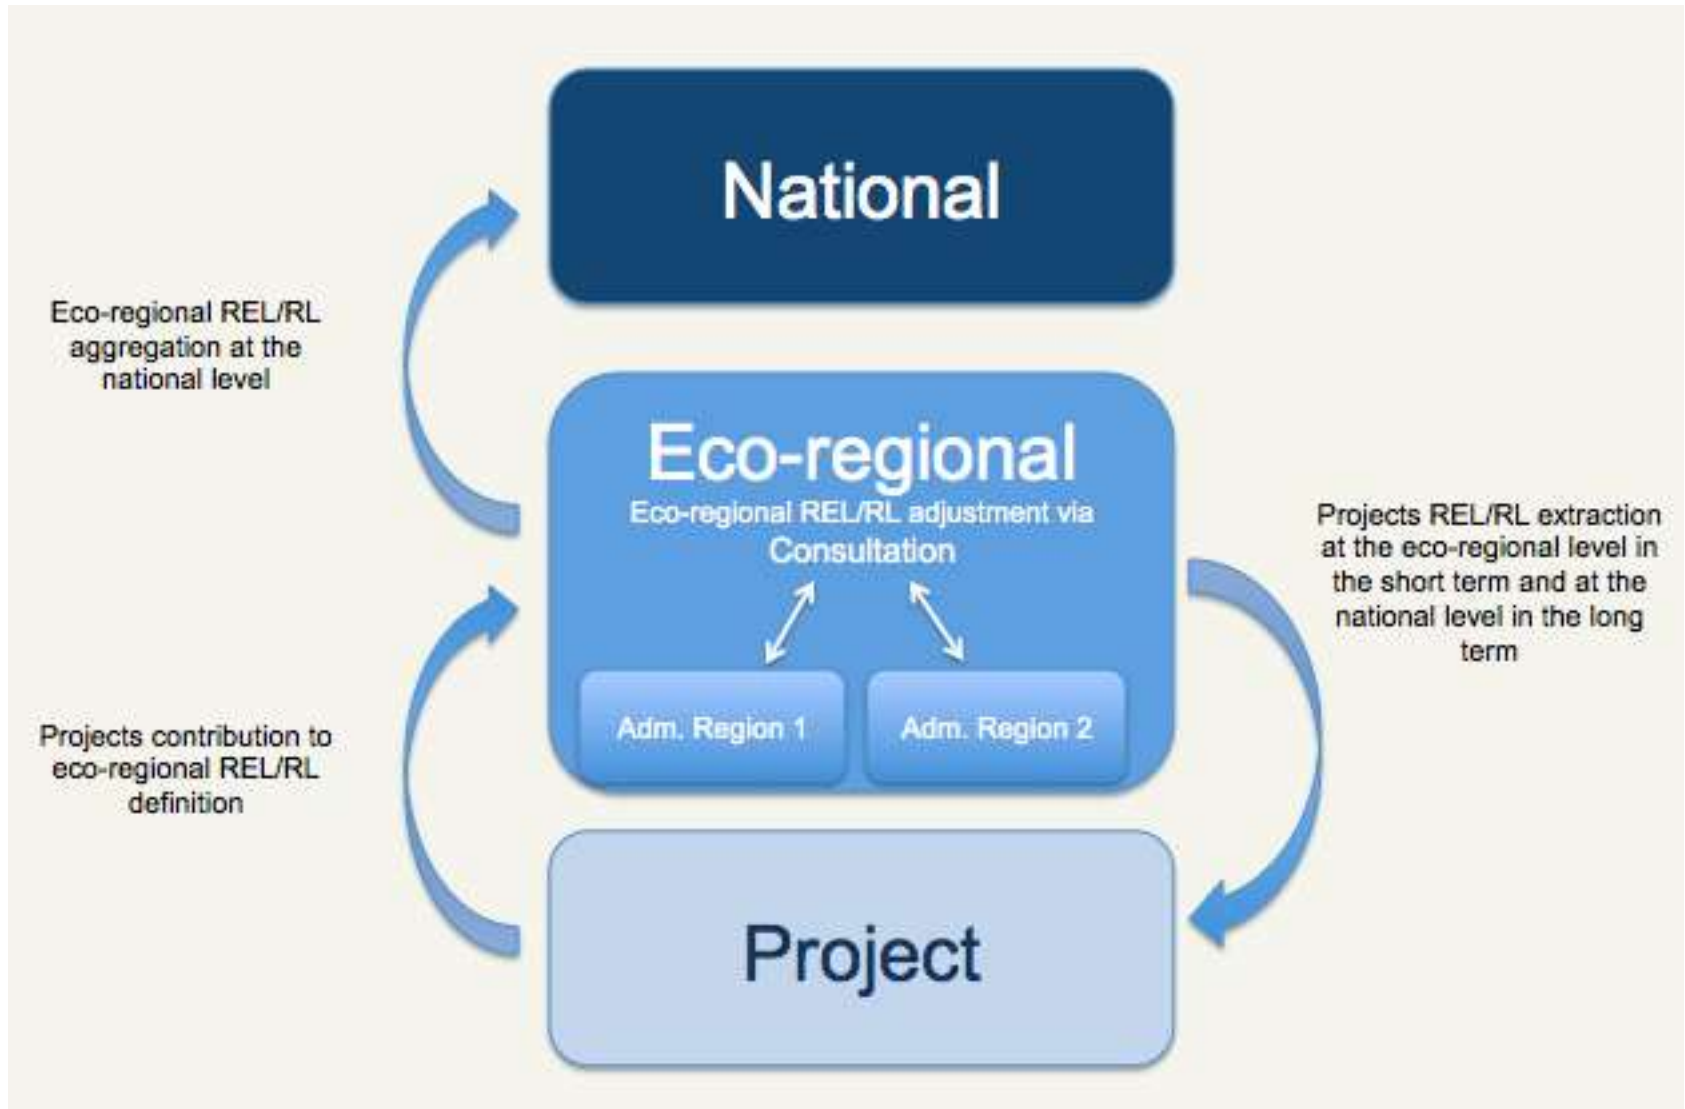 National
Eco-regional REL/RL
aggregation at the
national level
Eco-regional
Eco-regional REL/RL adjustment via
Consultation
Adm. Region 1
Adm. Region 2
Projects REL/RL extraction
at the eco-regional level in
the short term and at the
national level in the long
term
Projects contribution to
eco-regional REL/RL
definition
Project